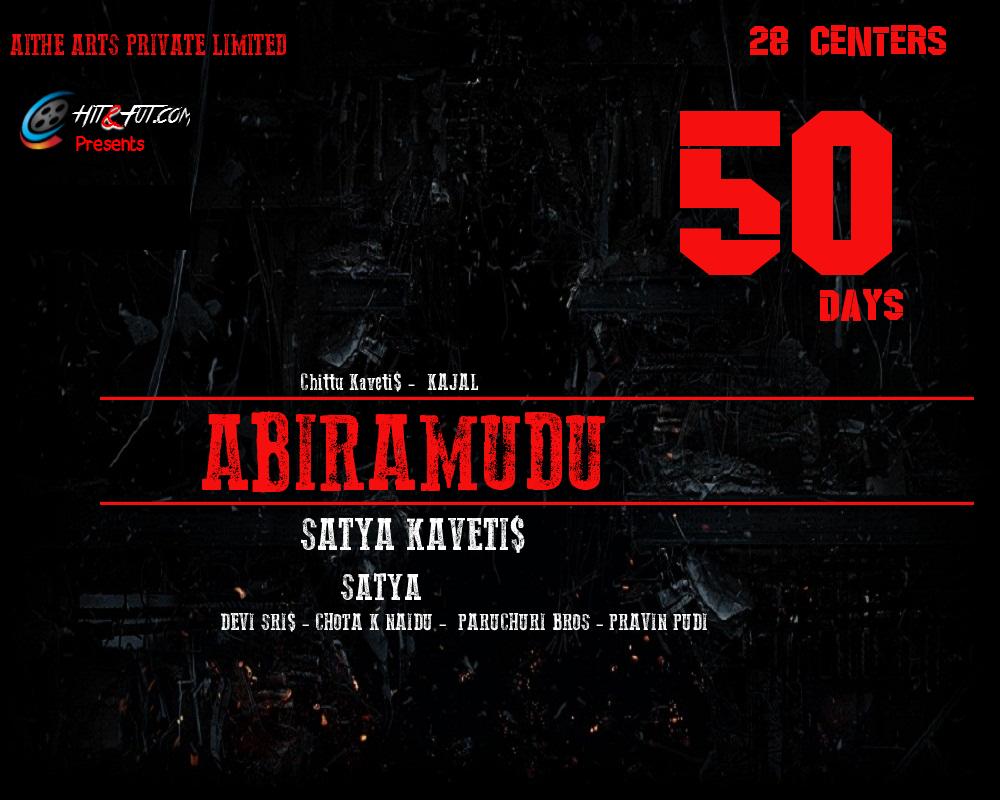 AITHE ARTS PRIVATE LIMITED
28 CENTERS
HIT&FUT.COM
Presents
50
DAYS
Chittu Kaveti$ - KAJAL
ABIRAMUDU
SATYA KAVETI$
SATYA
DEVI SRI$ - CHOTA K NAIDU - PARUCHURI BROS - PRAVIN PUDI